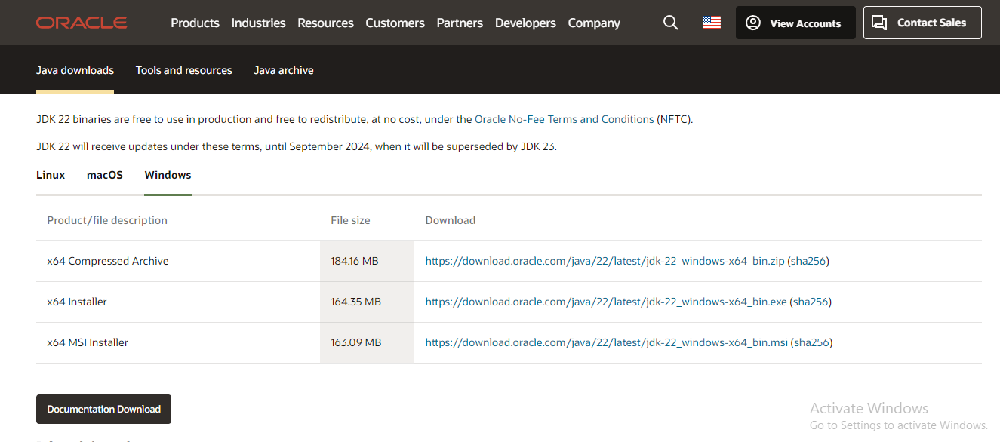 ORACLE Products Industries Resources Customers Partners Developers Company View Accounts Contact Sales
Java downloads Tools and resources Java archive
JDK 22 binaries are free to use in production and free to redistribute, at no cost, under the Oracle No-Fee Terms and Conditions (NFTC).
JDK 22 will receive updates under these terms, until September 2024, when it will be superseded by JDK 23.
Linux macOS Windows
Product/file description File size Download
x64 Compressed Archive 184.16 MB https://download.oracle.com/java/22/latest/jdk-22_windows-x64_bin.zip (sha256)
x64 Installer 164.35 MB https://download.oracle.com/java/22/latest/jdk-22_windows-x64_bin.exe (sha256)
x64 MSI Installer 163.09 MB https://download.oracle.com/java/22/latest/jdk-22_windows-x64_bin.msi (sha256)
Documentation Download
Activate Windows
Go to Settings to activate Windows.